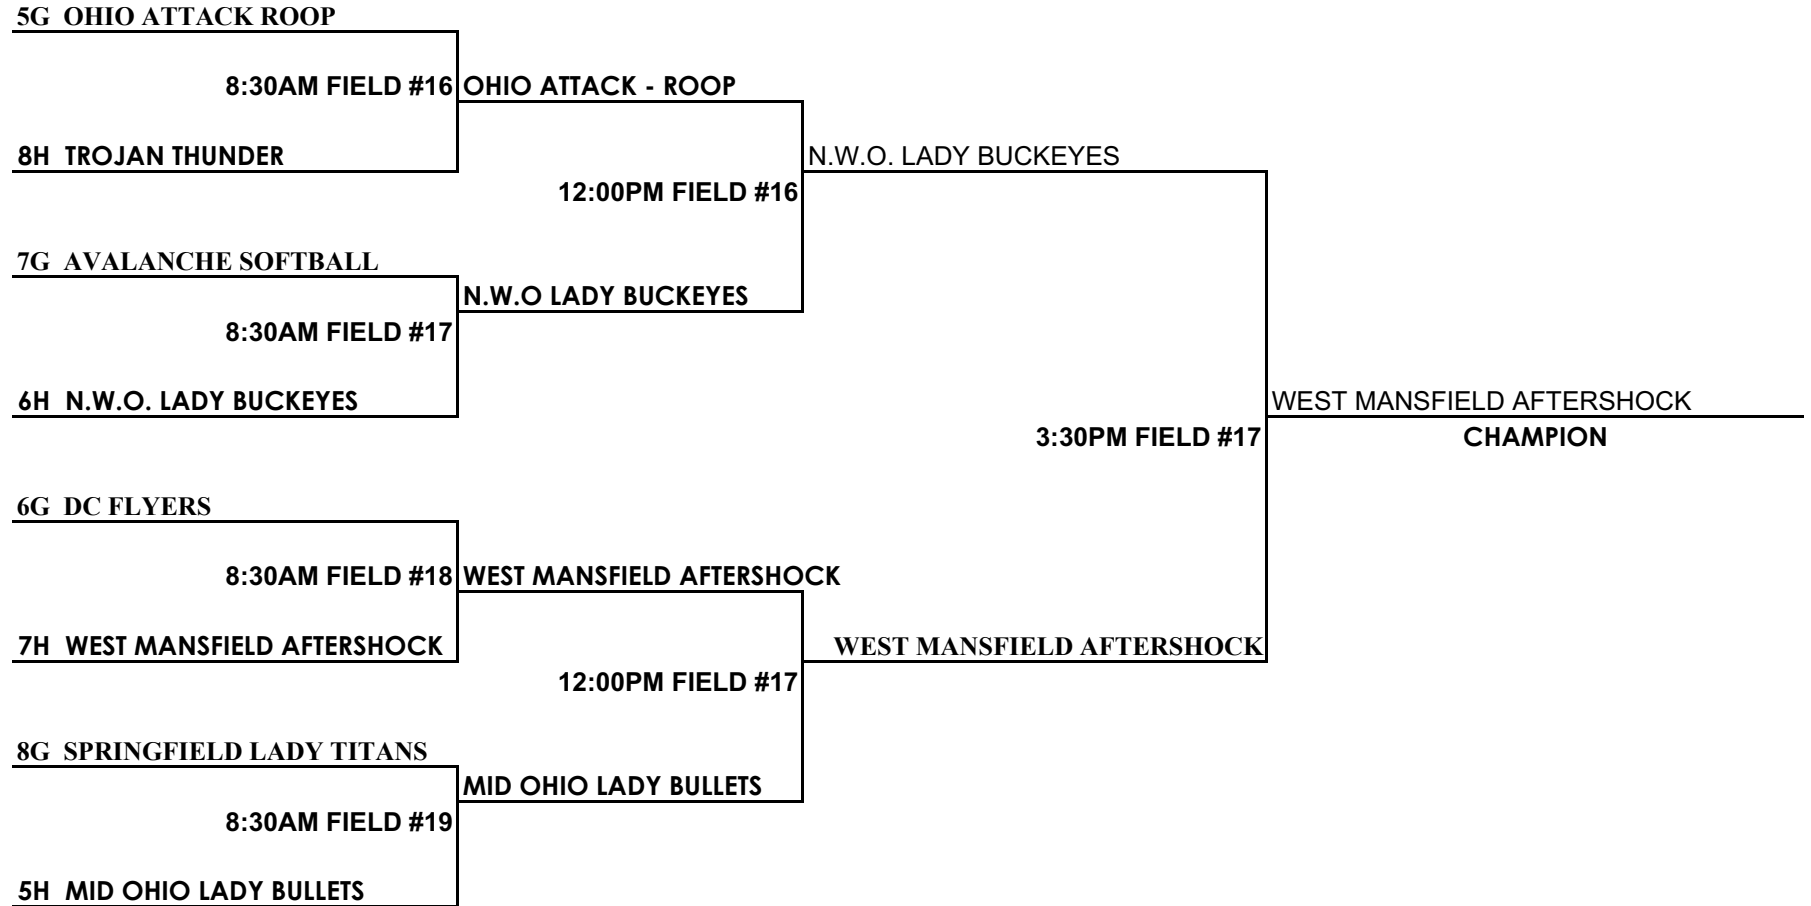 5G OHIO ATTACK ROOP
8:30AM FIELD #16 OHIO ATTACK - ROOP
8H TROJAN THUNDER
N.W.O. LADY BUCKEYES
12:00PM FIELD #16
7G AVALANCHE SOFTBALL
N.W.O LADY BUCKEYES
8:30AM FIELD #17
6H N.W.O. LADY BUCKEYES
WEST MANSFIELD AFTERSHOCK
3:30PM FIELD #17
CHAMPION
6G DC FLYERS
8:30AM FIELD #18 WEST MANSFIELD AFTERSHOCK
7H WEST MANSFIELD AFTERSHOCK
WEST MANSFIELD AFTERSHOCK
12:00PM FIELD #17
8G SPRINGFIELD LADY TITANS
MID OHIO LADY BULLETS
8:30AM FIELD #19
5H MID OHIO LADY BULLETS